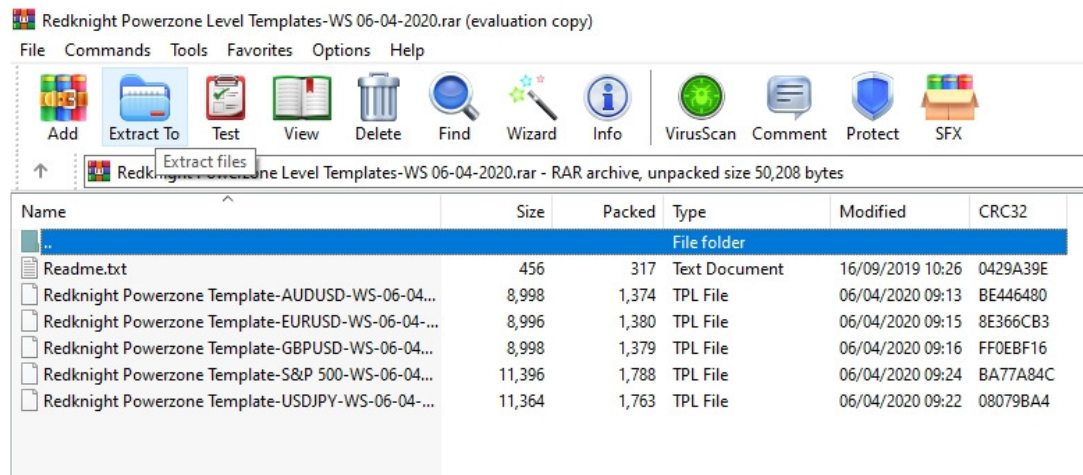 Redknight Powerzone Level Templates-WS 06-04-2020.rar (evaluation copy)
File Commands Tools Favorites Options Help
Add Extract To Test View Delete Find Wizard Info VirusScan Comment Protect SFX
Extract files
Powerzone Level Templates-WS 06-04-2020.rar - RAR archive, unpacked size 50,208 bytes
Name Size Packed Type Modified CRC32
.. File folder
Readme.txt 456 317 Text Document 16/09/2019 10:26 0429A39E
Redknight Powerzone Template-AUDUSD-WS-06-04... 8,998 1,374 TPL File 06/04/2020 09:13 BE446480
Redknight Powerzone Template-EURUSD-WS-06-04-... 8,996 1,380 TPL File 06/04/2020 09:15 8E366CB3
Redknight Powerzone Template-GBPUSD-WS-06-04... 8,998 1,379 TPL File 06/04/2020 09:16 FF0EBF16
Redknight Powerzone Template-S&P 500-WS-06-04... 11,396 1,788 TPL File 06/04/2020 09:24 BA77A84C
Redknight Powerzone Template-USDJPY-WS-06-04-... 11,364 1,763 TPL File 06/04/2020 09:22 08079BA4